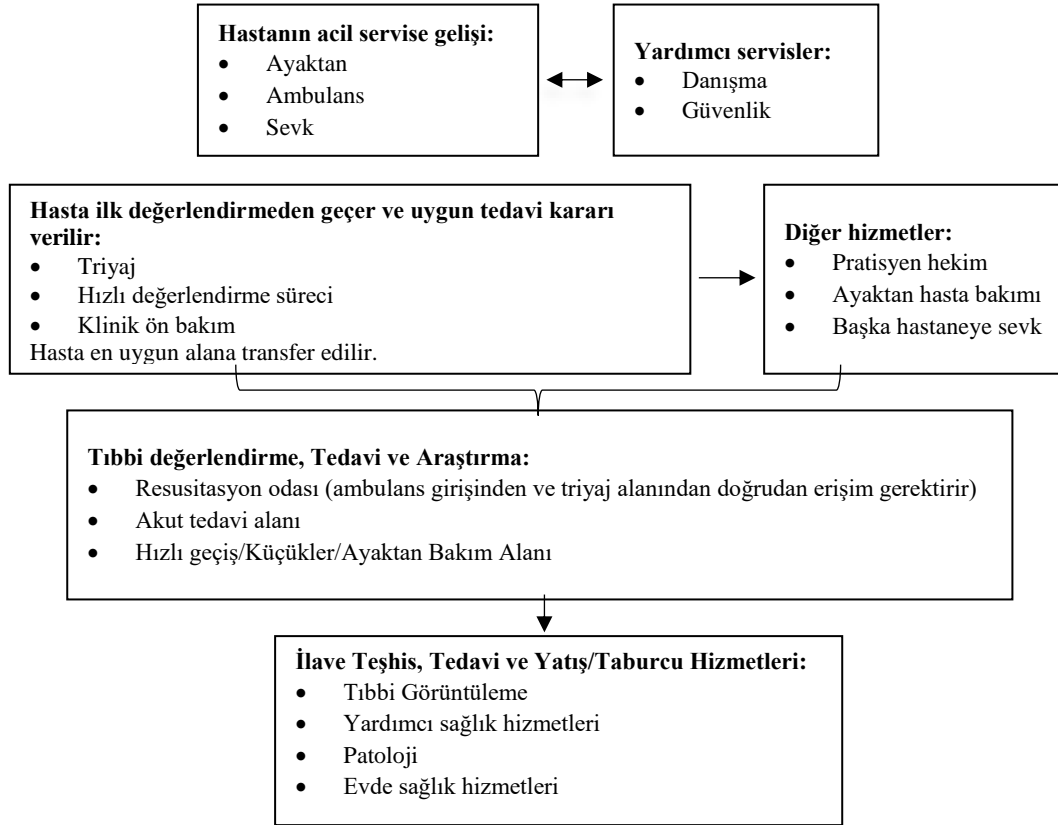 Hastanın acil servise gelişi:
• Ayaktan
• Ambulans
• Sevk
Yardımcı servisler:
• Danışma
• Güvenlik
Hasta ilk değerlendirmeden geçer ve uygun tedavi kararı
verilir:
• Triyaj
• Hızlı değerlendirme süreci
• Klinik ön bakım
Hasta en uygun alana transfer edilir.
Diğer hizmetler:
• Pratisyen hekim
• Ayaktan hasta bakımı
• Başka hastaneye sevk
Tıbbi değerlendirme, Tedavi ve Araştırma:
• Resusitasyon odası (ambulans girişinden ve triyaj alanından doğrudan erişim gerektirir)
• Akut tedavi alanı
• Hızlı geçiş/Küçükler/Ayaktan Bakım Alanı
İlave Teşhis, Tedavi ve Yatış/Taburcu Hizmetleri:
• Tıbbi Görüntüleme
• Yardımcı sağlık hizmetleri
• Patoloji
• Evde sağlık hizmetleri